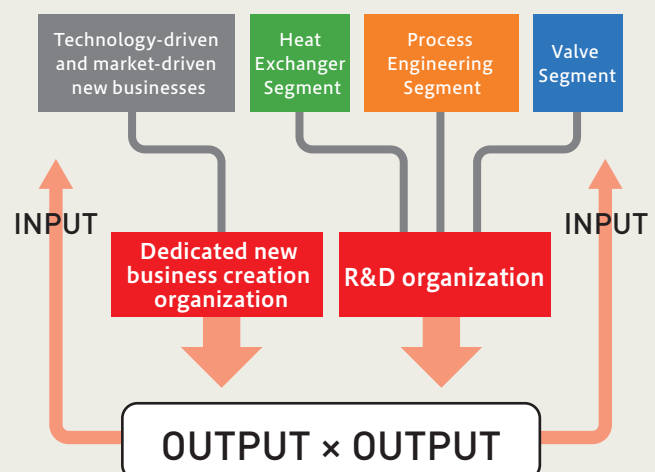 Technology-driven
and market-driven
new businesses
Heat
Exchanger
Segment
Process
Engineering
Segment
Valve
Segment
INPUT
INPUT
Dedicated new
business creation
organization
R&D organization
OUTPUT × OUTPUT